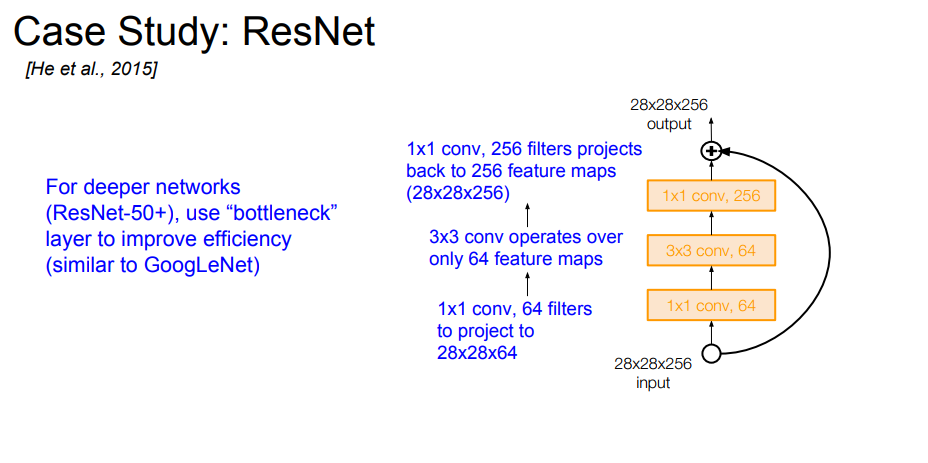 Case Study: ResNet
[He et al., 2015]
For deeper networks
(ResNet-50+), use “bottleneck”
layer to improve efficiency
(similar to GoogLeNet)
1x1 conv, 256 filters projects
back to 256 feature maps
(28x28x256)
3x3 conv operates over
only 64 feature maps
1x1 conv, 64 filters
to project to
28x28x64
28x28x256
output
1x1 conv, 256
3x3 conv, 64
1x1 conv, 64
28x28x256
input